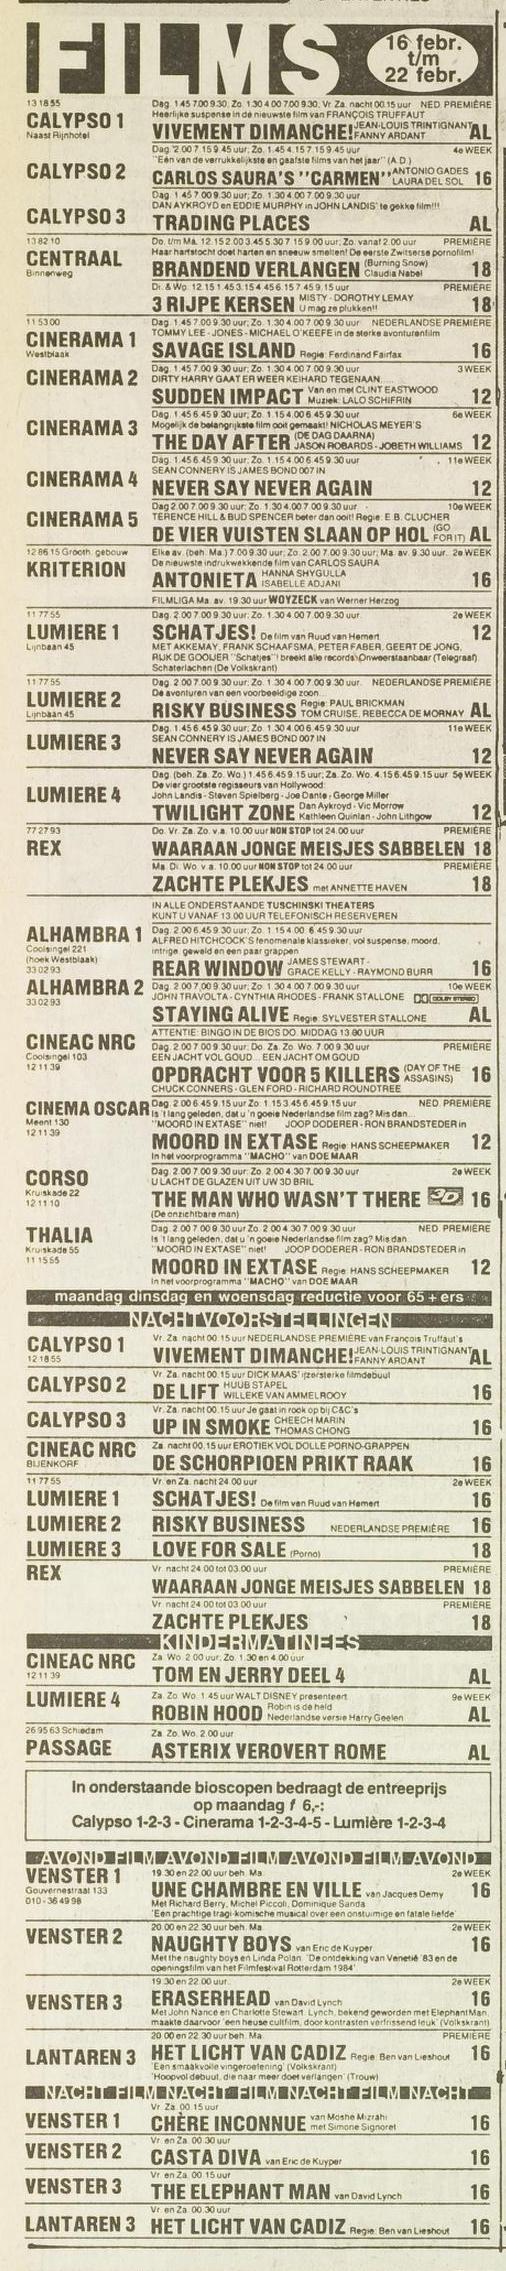 FILMS
16 febr.
t/m
22 febr.
13 18 55 Dag. 1.45 7.00 9.30, Zo. 1.30 4.00 7.00 9.30, Vr. Za. nacht 00.15 uur NED. PREMIÈRE
Heerlijke suspense in de nieuwste film van FRANÇOIS TRUFFAUT
CALYPSO 1 VIVEMENT DIMANCHE! JEAN-LOUIS TRINTIGNANT FANNY ARDANT AL
Naast Rijnhotel
Dag. 2.00 7.15 9.45 uur; Zo. 1.45 4.15 7.15 9.45 uur 4e WEEK
"Eén van de verrukkelijkste en gaafste films van het jaar" (A.D.)
CALYPSO 2 CARLOS SAURA'S "CARMEN" ANTONIO GADES LAURA DEL SOL 16
Dag. 1.45 7.00 9.30 uur; Zo. 1.30 4.00 7.00 9.30 uur
DAN AYKROYD en EDDIE MURPHY in JOHN LANDIS' te gekke film!!!
CALYPSO 3 TRADING PLACES AL
13 82 10 Do. t/m Ma. 12.15 2.00 3.45 5.30 7.15 9.00 uur; Zo. vanaf 2.00 uur PREMIÈRE
Haar hartstocht doet harten en sneeuw smelten! De eerste Zwitserse pornofilm!
CENTRAAL BRANDEND VERLANGEN (Burning Snow) Claudia Nabel 18
Binnenweg
Di. & Wo. 12.15 1.45 3.15 4.45 6.15 7.45 9.15 uur PREMIÈRE
3 RIJPE KERSEN MISTY - DOROTHY LEMAY U mag ze plukken!! 18
11 53 00 Dag. 1.45 7.00 9.30 uur; Zo. 1.30 4.00 7.00 9.30 uur NEDERLANDSE PREMIÈRE
TOMMY LEE - JONES - MICHAEL O'KEEFE in de sterke avonturenfilm
CINERAMA 1 SAVAGE ISLAND Regie: Ferdinand Fairfax 16
Westblaak
Dag. 1.45 7.00 9.30 uur; Zo. 1.30 4.00 7.00 9.30 uur 3 WEEK
DIRTY HARRY GAAT ER WEER KEIHARD TEGENAAN.....
CINERAMA 2 SUDDEN IMPACT Van en met CLINT EASTWOOD Muziek: LALO SCHIFRIN 12
Dag. 1.45 6.45 9.30 uur; Zo. 1.15 4.00 6.45 9.30 uur 6e WEEK
Mogelijk de belangrijkste film ooit gemaakt! NICHOLAS MEYER'S
CINERAMA 3 THE DAY AFTER (DE DAG DAARNA) JASON ROBARDS - JOBETH WILLIAMS 12
Dag. 1.45 6.45 9.30 uur; Zo. 1.15 4.00 6.45 9.30 uur 11e WEEK
SEAN CONNERY IS JAMES BOND 007 IN
CINERAMA 4 NEVER SAY NEVER AGAIN 12
Dag. 2.00 7.00 9.30 uur; Zo. 1.30 4.00 7.00 9.30 uur 10e WEEK
TERENCE HILL & BUD SPENCER beter dan ooit! Regie: E.B. CLUCHER
CINERAMA 5 DE VIER VUISTEN SLAAN OP HOL (GO FOR IT) AL
12 86 15 Grooth. gebouw Elke av. (beh. Ma.) 7.00 9.30 uur; Zo. 2.00 7.00 9.30 uur; Ma. av. 9.30 uur. 2e WEEK
De nieuwste indrukwekkende film van CARLOS SAURA
KRITERION ANTONIETA HANNA SHYGULLA ISABELLE ADJANI 16
FILMLIGA Ma. av. 19.30 uur WOYZECK van Werner Herzog
11 77 55 Dag. 2.00 7.00 9.30 uur; Zo. 1.30 4.00 7.00 9.30 uur. 2e WEEK
LUMIERE 1 SCHATJES! De film van Ruud van Hemert 12
Lijnbaan 45 MET AKKEMAY, FRANK SCHAAFSMA, PETER FABER, GEERT DE JONG,
RIJK DE GOOIJER "Schatjes"! breekt alle records. Onweerstaanbaar (Telegraaf)
Schaterlachen (De Volkskrant)
11 77 55 Dag. 2.00 7.00 9.30 uur; Zo. 1.30 4.00 7.00 9.30 uur. NEDERLANDSE PREMIÈRE
De avonturen van een voorbeeldige zoon...
LUMIERE 2 RISKY BUSINESS Regie: PAUL BRICKMAN TOM CRUISE, REBECCA DE MORNAY AL
Lijnbaan 45
Dag. 1.45 6.45 9.30 uur; Zo. 1.30 4.00 6.45 9.30 uur 11e WEEK
SEAN CONNERY IS JAMES BOND 007 IN
LUMIERE 3 NEVER SAY NEVER AGAIN 12
Dag. (beh. Za. Zo. Wo.) 1.45 6.45 9.15 uur; Za. Zo. Wo. 4.15 6.45 9.15 uur 5e WEEK
De vier grootste regisseurs van Hollywood:
John Landis - Steven Spielberg - Joe Dante - George Miller
LUMIERE 4 TWILIGHT ZONE Dan Aykroyd - Vic Morrow Kathleen Quinlan - John Lithgow 12
77 27 93 Do. Vr. Za. Zo. v.a. 10.00 uur NON STOP tot 24.00 uur PREMIÈRE
REX WAARAAN JONGE MEISJES SABBELEN 18
Ma. Di. Wo. v.a. 10.00 uur NON STOP tot 24.00 uur PREMIÈRE
ZACHTE PLEKJES met ANNETTE HAVEN 18
IN ALLE ONDERSTAANDE TUSCHINSKI THEATERS
KUNT U VANAF 13.00 UUR TELEFONISCH RESERVEREN
ALHAMBRA 1 Dag. 2.00 6.45 9.30 uur; Zo. 1.15 4.00 6.45 9.30 uur
Coolsingel 221 ALFRED HITCHCOCK'S fenomenale klassieker, vol suspense, moord,
(hoek Westblaak) intrige, geweld en een paar grappen
33 02 93 REAR WINDOW JAMES STEWART - GRACE KELLY - RAYMOND BURR 16
ALHAMBRA 2 Dag. 2.00 7.00 9.30 uur; Zo. 1.30 4.00 7.00 9.30 uur 10e WEEK
33 02 93 JOHN TRAVOLTA - CYNTHIA RHODES - FRANK STALLONE DOLBY STEREO
STAYING ALIVE Regie: SYLVESTER STALLONE AL
ATTENTIE: BINGO IN DE BIOS DO. MIDDAG 13.00 UUR
CINEAC NRC Dag. 2.00 7.00 9.30 uur; Do. Za. Zo. Wo. 7.00 9.30 uur PREMIÈRE
Coolsingel 103 EEN JACHT VOL GOUD... EEN JACHT OM GOUD
12 11 39 OPDRACHT VOOR 5 KILLERS (DAY OF THE ASSASINS) 16
CHUCK CONNERS - GLEN FORD - RICHARD ROUNDTREE
CINEMA OSCAR Dag. 2.00 6.45 9.15 uur Zo. 1.15 3.45 6.45 9.15 uur NED. PREMIÈRE
Meent 130 Is 't lang geleden, dat u 'n goeie Nederlandse film zag? Mis dan...
12 11 39 "MOORD IN EXTASE" niet! JOOP DODERER - RON BRANDSTEDER in
MOORD IN EXTASE Regie: HANS SCHEEPMAKER 12
In het voorprogramma "MACHO" van DOE MAAR
CORSO Dag. 2.00 7.00 9.30 uur; Zo. 2.00 4.30 7.00 9.30 uur 2e WEEK
Kruiskade 22 U LACHT DE GLAZEN UIT UW 3D BRIL
12 11 10 THE MAN WHO WASN'T THERE 3D 16
(De onzichtbare man)
THALIA Dag. 2.00 7.00 9.30 uur Zo. 2.00 4.30 7.00 9.30 uur NED. PREMIÈRE
Kruiskade 55 Is 't lang geleden, dat u 'n goeie Nederlandse film zag? Mis dan
11 15 55 "MOORD IN EXTASE" niet! JOOP DODERER - RON BRANDSTEDER in
MOORD IN EXTASE Regie: HANS SCHEEPMAKER 12
In het voorprogramma "MACHO" van DOE MAAR
maandag dinsdag en woensdag reductie voor 65 + ers
NACHTVOORSTELLINGEN
Vr. Za. nacht 00.15 uur NEDERLANDSE PREMIÈRE van François Truffaut's
CALYPSO 1 VIVEMENT DIMANCHE! JEAN-LOUIS TRINTIGNANT FANNY ARDANT AL
12 18 55
Vr. Za. nacht 00.15 uur DICK MAAS' ijzersterke filmdebuut
CALYPSO 2 DE LIFT HUUB STAPEL WILLEKE VAN AMMELROOY 16
Vr. Za. nacht 00.15 uur Je gaat in rook op bij C&C's
CALYPSO 3 UP IN SMOKE CHEECH MARIN THOMAS CHONG 16
CINEAC NRC Za. nacht 00.15 uur EROTIEK VOL DOLLE PORNO-GRAPPEN
BIJENKORF DE SCHORPIOEN PRIKT RAAK 16
11 77 55 Vr. en Za. nacht 24.00 uur 2e WEEK
LUMIERE 1 SCHATJES! De film van Ruud van Hemert 16
LUMIERE 2 RISKY BUSINESS NEDERLANDSE PREMIÈRE 16
LUMIERE 3 LOVE FOR SALE (Porno) 18
REX Vr. nacht 24.00 tot 03.00 uur PREMIÈRE
WAARAAN JONGE MEISJES SABBELEN 18
Vr. nacht 24.00 tot 03.00 uur PREMIÈRE
ZACHTE PLEKJES 18
KINDERMATINEES
CINEAC NRC Za. Wo. 2.00 uur; Zo. 1.30 en 4.00 uur
12 11 39 TOM EN JERRY DEEL 4 AL
Za. Zo. Wo. 1.45 uur WALT DISNEY presenteert 9e WEEK
LUMIERE 4 ROBIN HOOD Robin is de held Nederlandse versie Harry Geelen AL
26 95 63 Schiedam Za. Zo. Wo. 2.00 uur
PASSAGE ASTERIX VEROVERT ROME AL
In onderstaande bioscopen bedraagt de entreeprijs
op maandag f 6,-:
Calypso 1-2-3 - Cinerama 1-2-3-4-5 - Lumière 1-2-3-4
AVOND FILM AVOND FILM AVOND FILM AVOND
VENSTER 1 19.30 en 22.00 uur beh. Ma. 2e WEEK
Gouvernestraat 133 UNE CHAMBRE EN VILLE van Jacques Demy 16
010 - 36 49 98 Met Richard Berry, Michel Piccoli, Dominique Sanda
'Een prachtige tragi-komische musical over een onstuimige en fatale liefde'
20.00 en 22.30 uur beh. Ma. 2e WEEK
VENSTER 2 NAUGHTY BOYS van Eric de Kuyper 16
Met the naughty boys en Linda Polan. 'De ontdekking van Venetië '83 en de
openingsfilm van het Filmfestival Rotterdam 1984'
19.30 en 22.00 uur. 2e WEEK
VENSTER 3 ERASERHEAD van David Lynch 16
Met John Nance en Charlotte Stewart. Lynch, bekend geworden met Elephant Man,
maakte daarvoor 'een heuse cultfilm, door kontrasten verfrissend leuk' (Volkskrant)
20.00 en 22.30 uur beh. Ma. PREMIÈRE
LANTAREN 3 HET LICHT VAN CADIZ Regie: Ben van Lieshout 16
'Een smaakvolle vingeroefening' (Volkskrant)
'Hoopvol debuut, die naar meer doet verlangen' (Trouw)
NACHT FILM NACHT FILM NACHT FILM NACHT
Vr. Za. 00.15 uur
VENSTER 1 CHÈRE INCONNUE van Moshe Mizrahi met Simone Signoret 16
Vr. en Za. 00.30 uur
VENSTER 2 CASTA DIVA van Eric de Kuyper 16
Vr. en Za. 00.15 uur
VENSTER 3 THE ELEPHANT MAN van David Lynch 16
Vr. en Za. 00.30 uur
LANTAREN 3 HET LICHT VAN CADIZ Regie: Ben van Lieshout 16